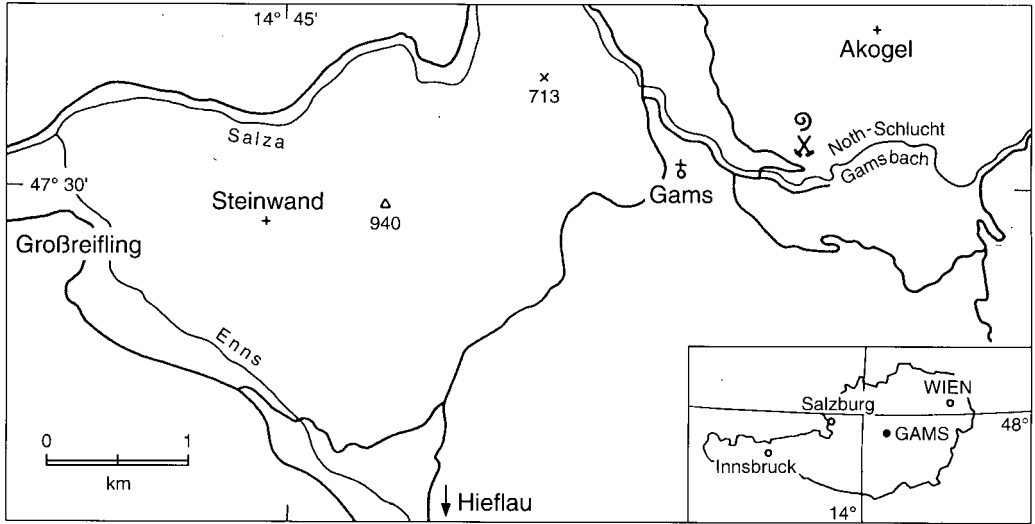 14° 45'
Akogel
713
Salza
Noth-Schlucht
Gamsbach
47° 30'
Steinwand
940
Gams
Großreifling
Enns
0 1
km
Hieflau
WIEN
Salzburg
48°
GAMS
Innsbruck
14°